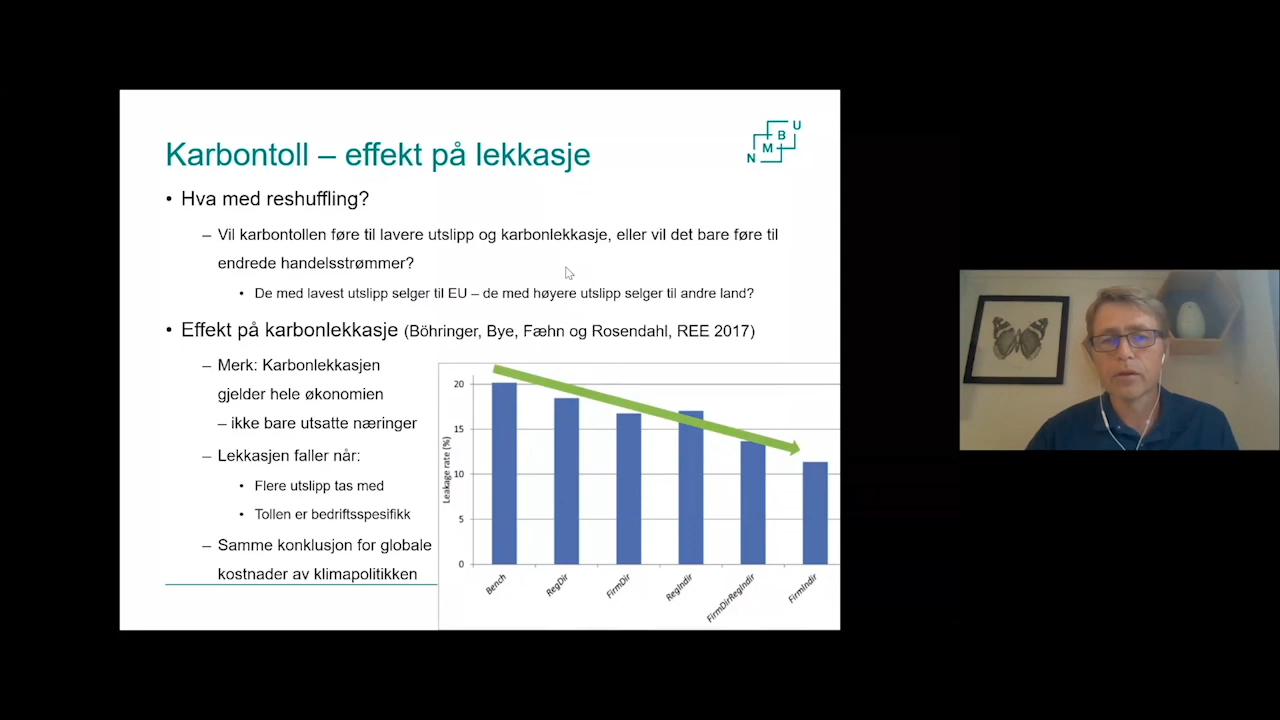 Karbontoll – effekt på lekkasje
N M B U
• Hva med reshuffling?
– Vil karbontollen føre til lavere utslipp og karbonlekkasje, eller vil det bare føre til
endrede handelsstrømmer?
• De med lavest utslipp selger til EU – de med høyere utslipp selger til andre land?
• Effekt på karbonlekkasje (Böhringer, Bye, Fæhn og Rosendahl, REE 2017)
– Merk: Karbonlekkasjen
gjelder hele økonomien
– ikke bare utsatte næringer
– Lekkasjen faller når:
• Flere utslipp tas med
• Tollen er bedriftsspesifikk
– Samme konklusjon for globale
kostnader av klimapolitikken
Leakage rate (%)
20
15
10
5
0
Bench
RegDir
FirmDir
RegIndir
FirmDirRegIndir
FirmIndir